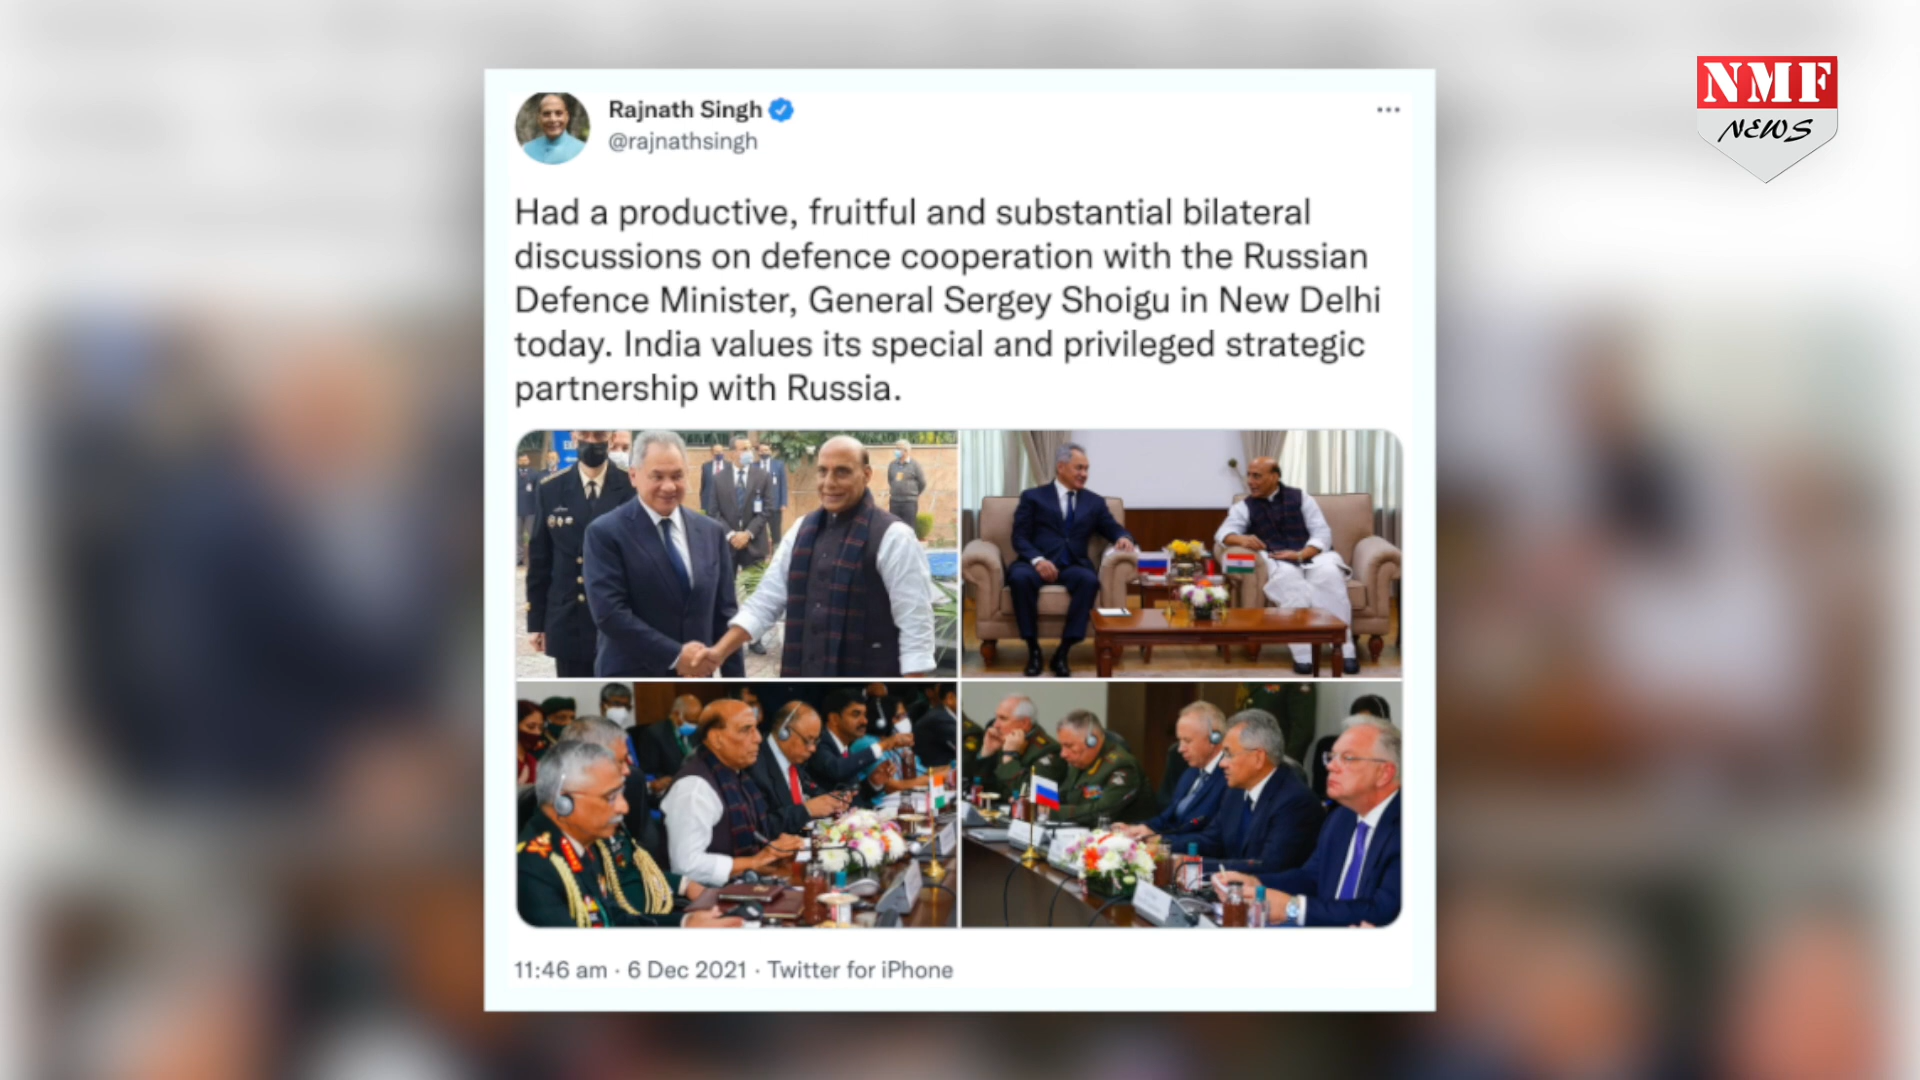 Rajnath Singh
@rajnathsingh
NMF
NEWS
Had a productive, fruitful and substantial bilateral
discussions on defence cooperation with the Russian
Defence Minister, General Sergey Shoigu in New Delhi
today. India values its special and privileged strategic
partnership with Russia.
11:46 am · 6 Dec 2021 · Twitter for iPhone